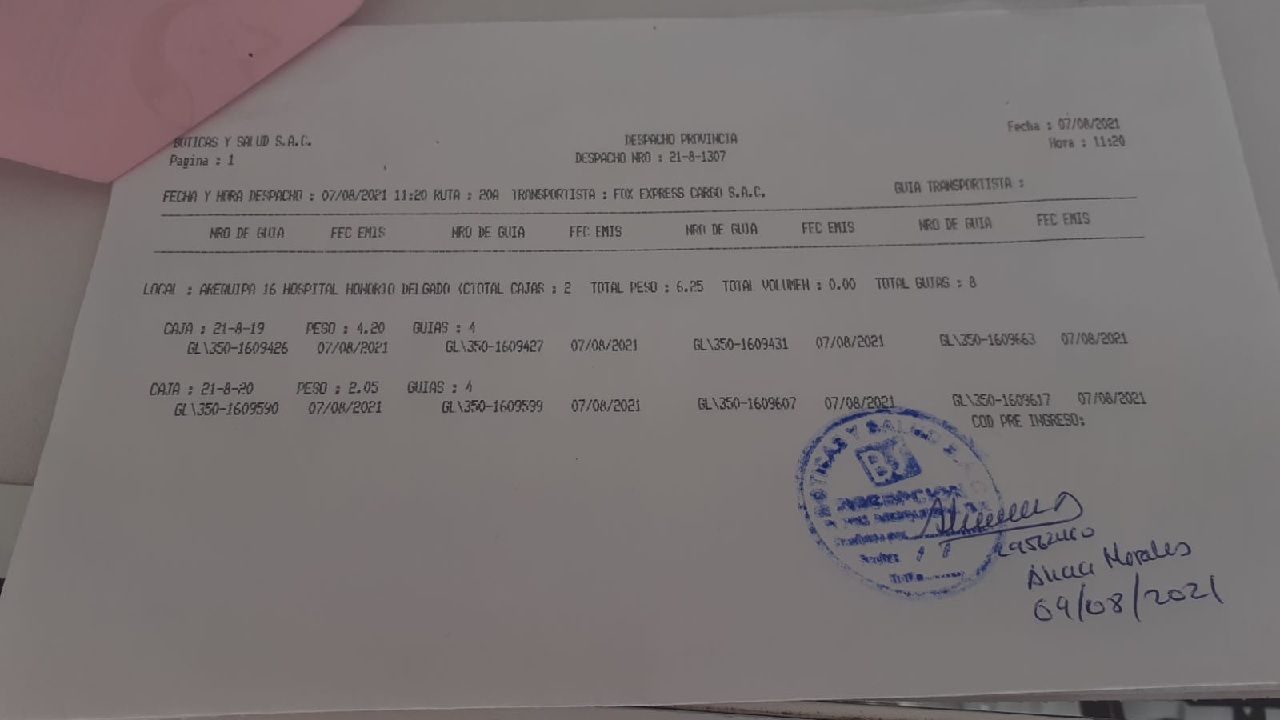 BOTICAS Y SALUD S.A.C.
Pagina : 1
DESPACHO PROVINCIA
DESPACHO NRO : 21-8-1307
Fecha : 07/08/2021
Hora : 11:20
FECHA Y HORA DESPACHO : 07/08/2021 11:20 RUTA : 20A TRANSPORTISTA : FOX EXPRESS CARGO S.A.C. GUIA TRANSPORTISTA :
NRO DE GUIA FEC EMIS NRO DE GUIA FEC EMIS NRO DE GUIA FEC EMIS NRO DE GUIA FEC EMIS
LOCAL : AREQUIPA 16 HOSPITAL HONORIO DELGADO (CTOTAL CAJAS : 2 TOTAL PESO : 6.25 TOTAL VOLUMEN : 0.00 TOTAL GUIAS : 8
CAJA : 21-8-19 PESO : 4.20 GUIAS : 4
GL\350-1609426 07/08/2021 GL\350-1609427 07/08/2021 GL\350-1609431 07/08/2021 GL\350-1609663 07/08/2021
CAJA : 21-8-20 PESO : 2.05 GUIAS : 4
GL\350-1609590 07/08/2021 GL\350-1609599 07/08/2021 GL\350-1609607 07/08/2021 GL\350-1609617 07/08/2021
COD PRE INGRESO:
BOTICAS Y SALUD S.A.C.
BS
Morales
09/08/2021